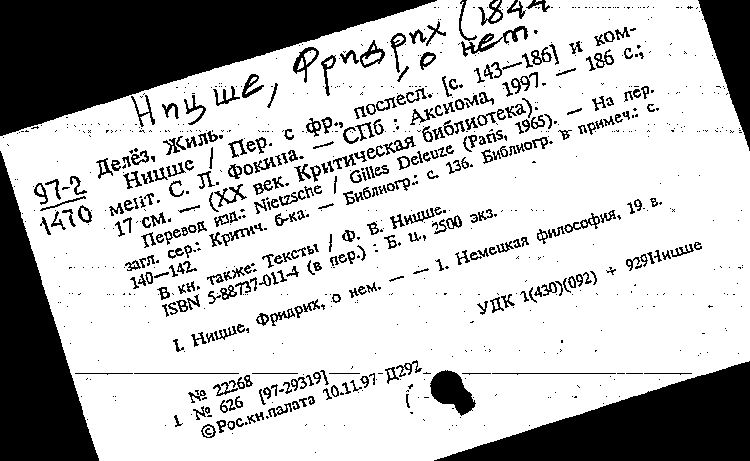 Ницше, Фридрих (1844
, о нем.
97-2
1470
Делёз, Жиль.
Ницше / Пер. с фр., послесл. [с. 143—186] и ком-
мент. С. Л. Фокина. — СПб : Аксиома, 1997. — 186 с.;
17 см. — (XX век. Критическая библиотека).
Перевод изд.: Nietzsche / Gilles Deleuze (Paris, 1965). — На пер.
загл. сер.: Критич. б-ка. — Библиогр.: с. 136. Библиогр. в примеч.: с.
140—142.
В кн. также: Тексты / Ф. В. Ницше.
ISBN 5-88737-011-4 (в пер.) : Б. ц., 2500 экз.
I. Ницше, Фридрих, о нем. — — 1. Немецкая философия, 19 в.
УДК 1(430)(092) + 929Ницше
№ 22268
1 № 626 [97-29319]
©Рос.кн.палата 10.11.97 Д292